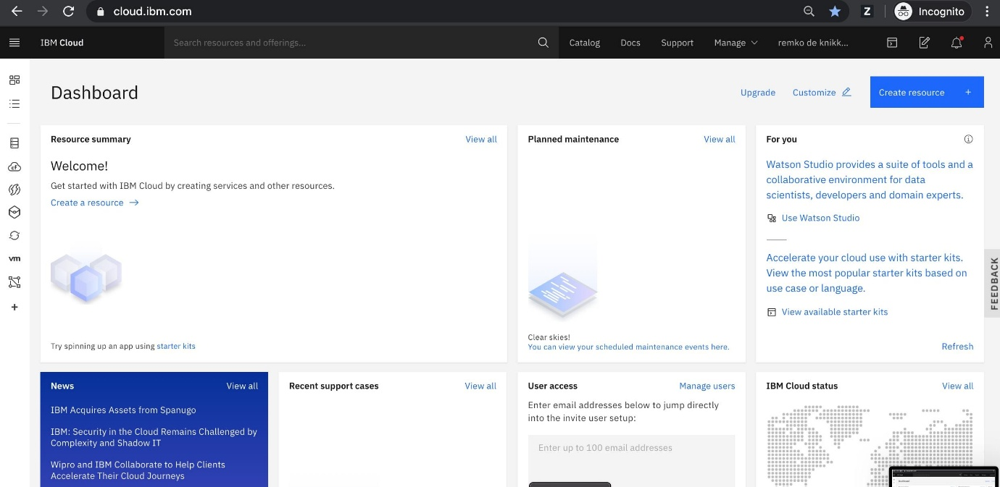 cloud.ibm.com
Z
Incognito
IBM Cloud
Search resources and offerings...
Catalog
Docs
Support
Manage
remko de knikk...
Dashboard
Upgrade
Customize
Create resource +
Resource summary
View all
Welcome!
Get started with IBM Cloud by creating services and other resources.
Create a resource →
Try spinning up an app using starter kits
Planned maintenance
View all
Clear skies!
You can view your scheduled maintenance events here.
For you
Watson Studio provides a suite of tools and a
collaborative environment for data
scientists, developers and domain experts.
Use Watson Studio
Accelerate your cloud use with starter kits.
View the most popular starter kits based on
use case or language.
View available starter kits
Refresh
FEEDBACK
cf
vm
+
News
View all
IBM Acquires Assets from Spanugo
IBM: Security in the Cloud Remains Challenged by
Complexity and Shadow IT
Wipro and IBM Collaborate to Help Clients
Accelerate Their Cloud Journeys
Recent support cases
View all
User access
Manage users
Enter email addresses below to jump directly
into the invite user setup:
Enter up to 100 email addresses
IBM Cloud status
View all